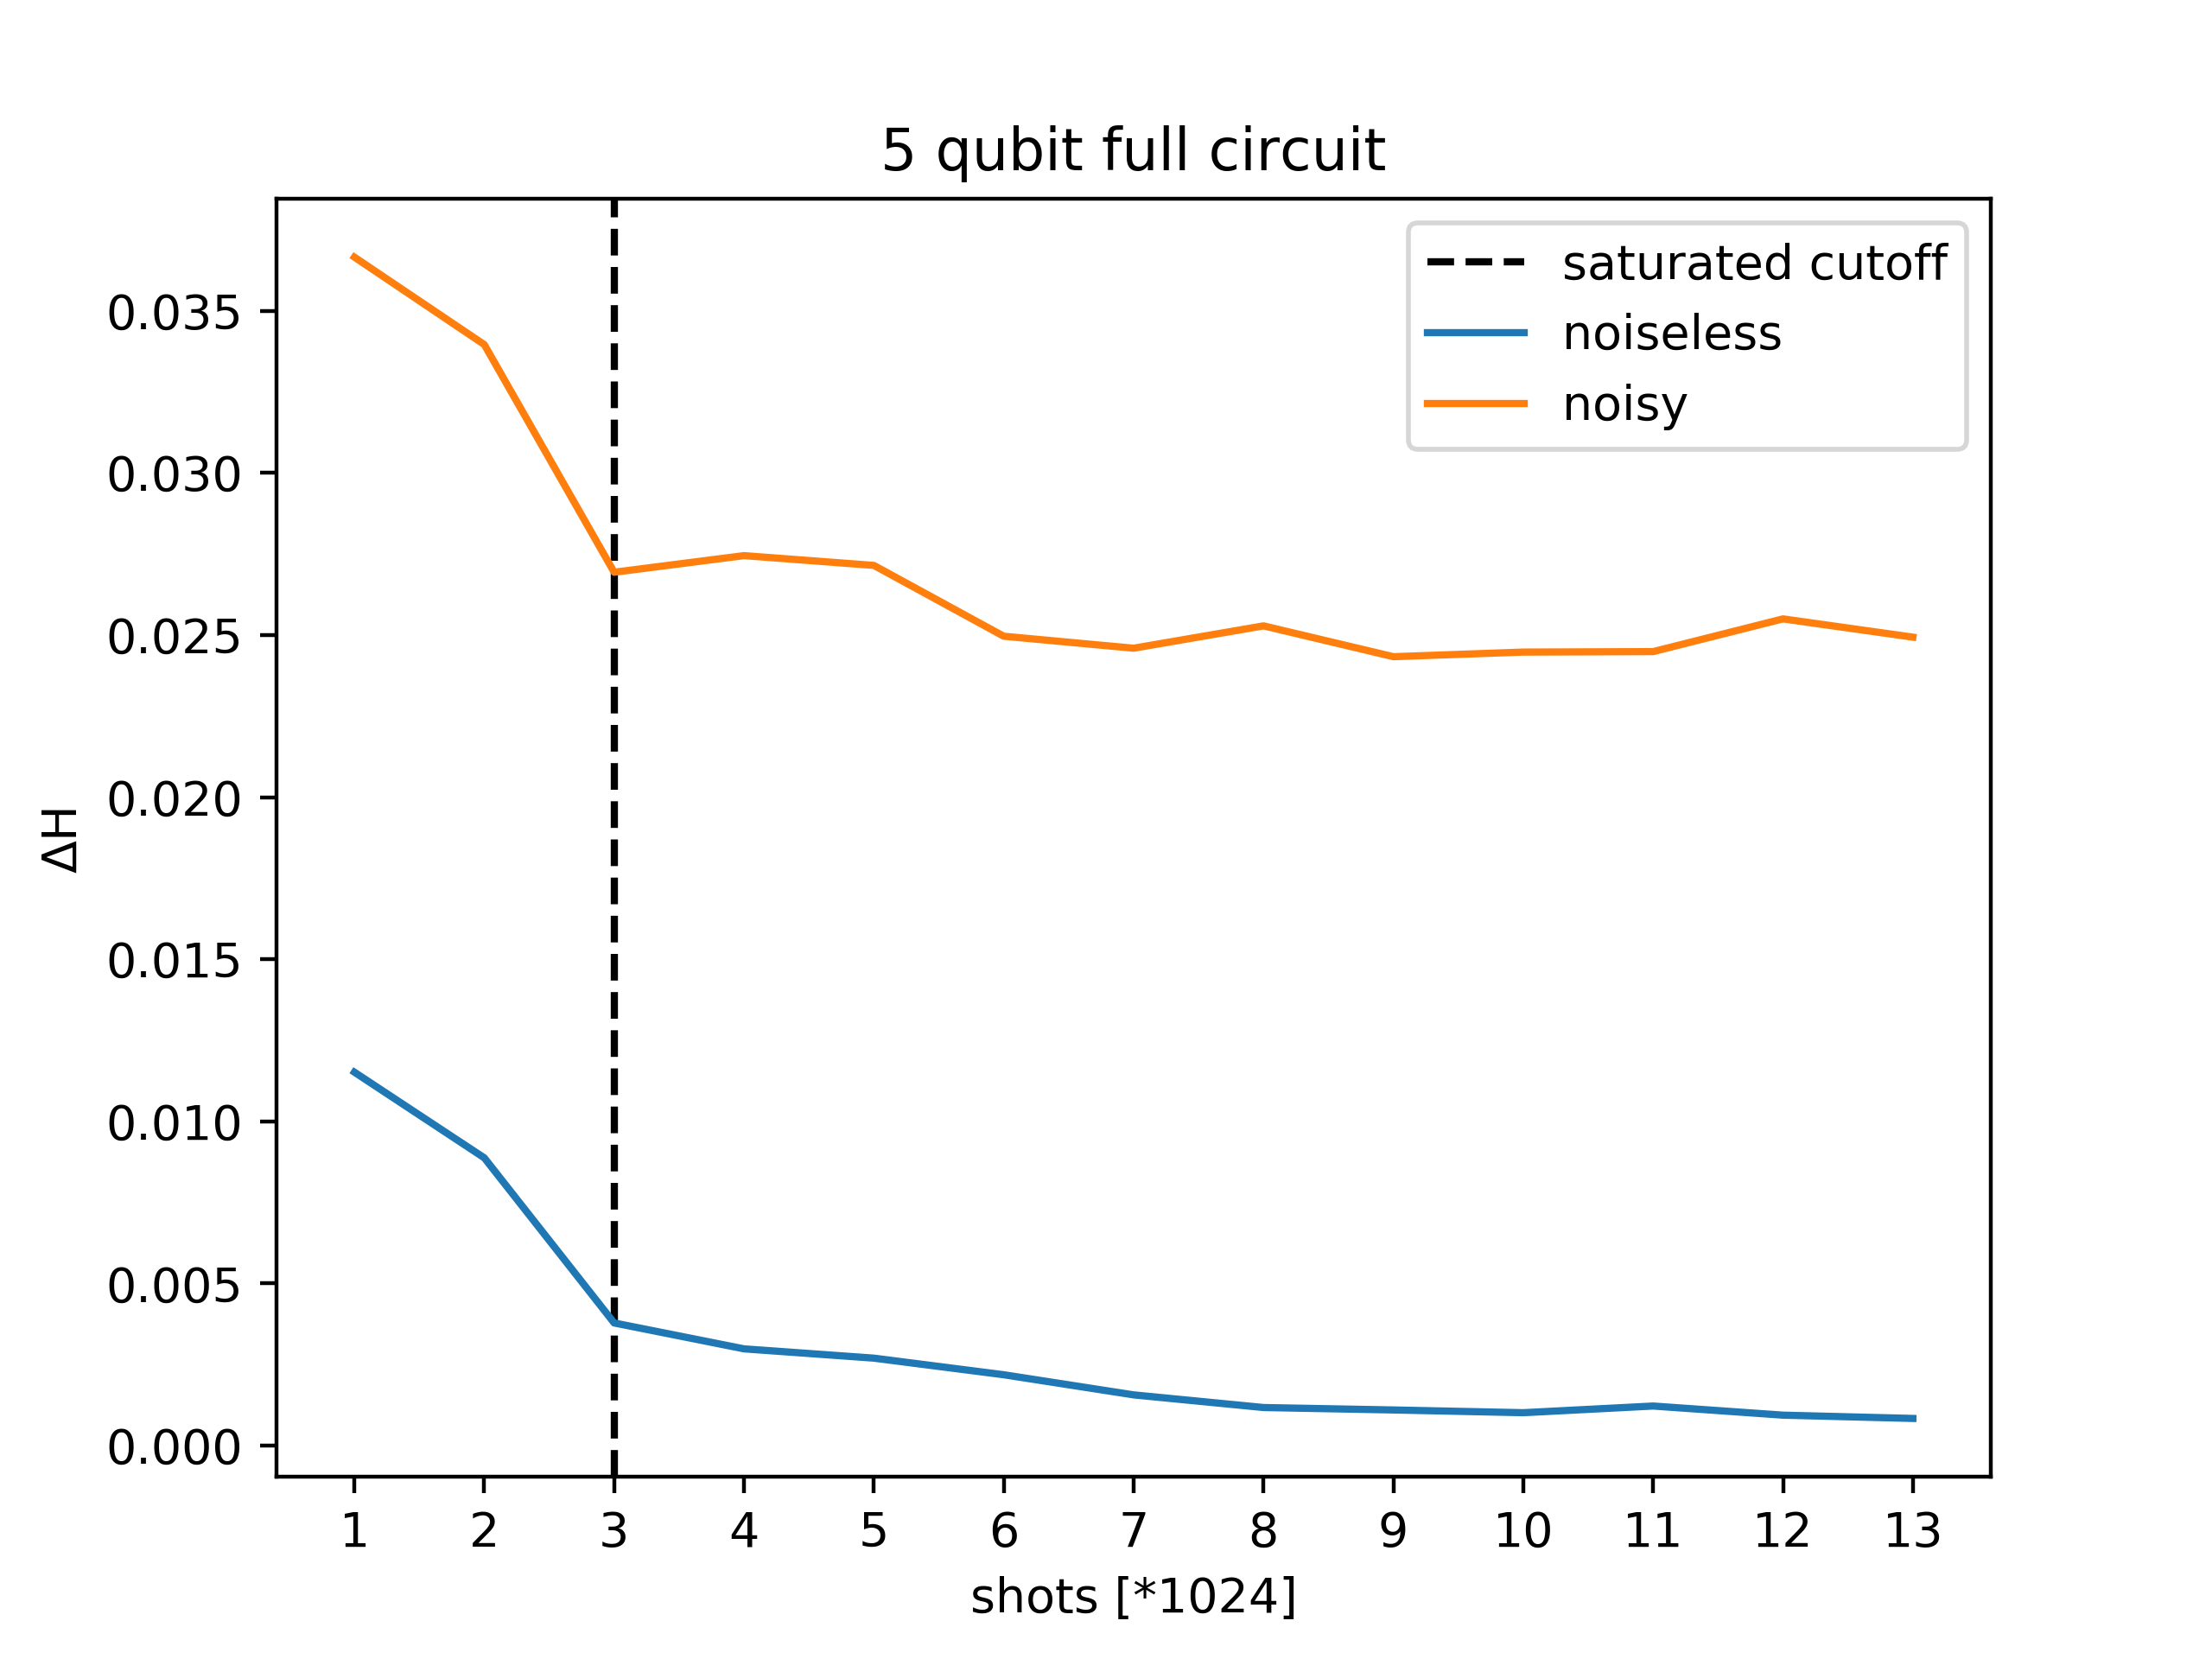 5 qubit full circuit
saturated cutoff
noiseless
noisy
ΔH
0.035
0.030
0.025
0.020
0.015
0.010
0.005
0.000
1 2 3 4 5 6 7 8 9 10 11 12 13
shots [*1024]